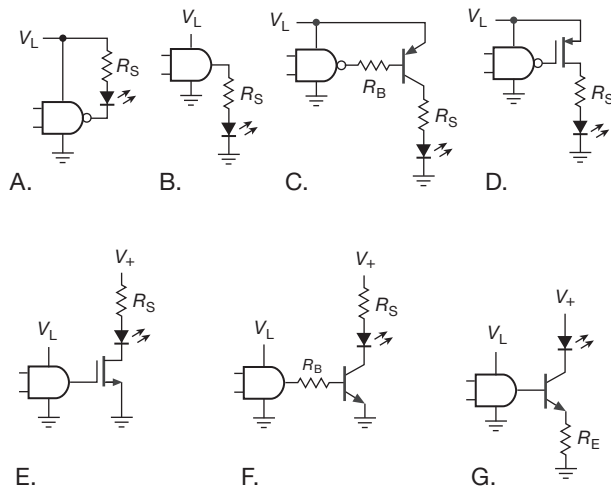 V_L
R_S
A.
V_L
R_S
B.
V_L
R_B
R_S
C.
V_L
R_S
D.
V_+
R_S
V_L
E.
V_+
R_S
V_L
R_B
F.
V_+
V_L
R_E
G.